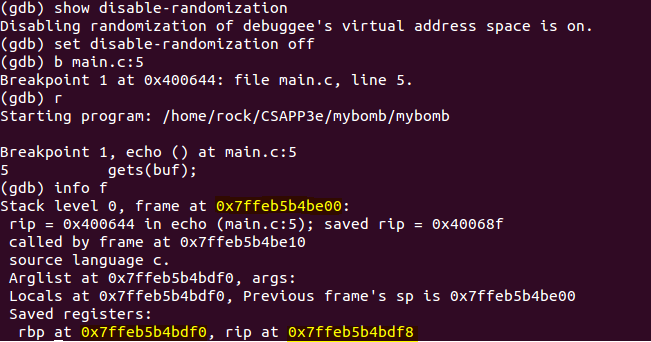 (gdb) show disable-randomization
Disabling randomization of debuggee's virtual address space is on.
(gdb) set disable-randomization off
(gdb) b main.c:5
Breakpoint 1 at 0x400644: file main.c, line 5.
(gdb) r
Starting program: /home/rock/CSAPP3e/mybomb/mybomb
Breakpoint 1, echo () at main.c:5
5 gets(buf);
(gdb) info f
Stack level 0, frame at 0x7ffeb5b4be00:
rip = 0x400644 in echo (main.c:5); saved rip = 0x40068f
called by frame at 0x7ffeb5b4be10
source language c.
Arglist at 0x7ffeb5b4bdf0, args:
Locals at 0x7ffeb5b4bdf0, Previous frame's sp is 0x7ffeb5b4be00
Saved registers:
rbp at 0x7ffeb5b4bdf0, rip at 0x7ffeb5b4bdf8